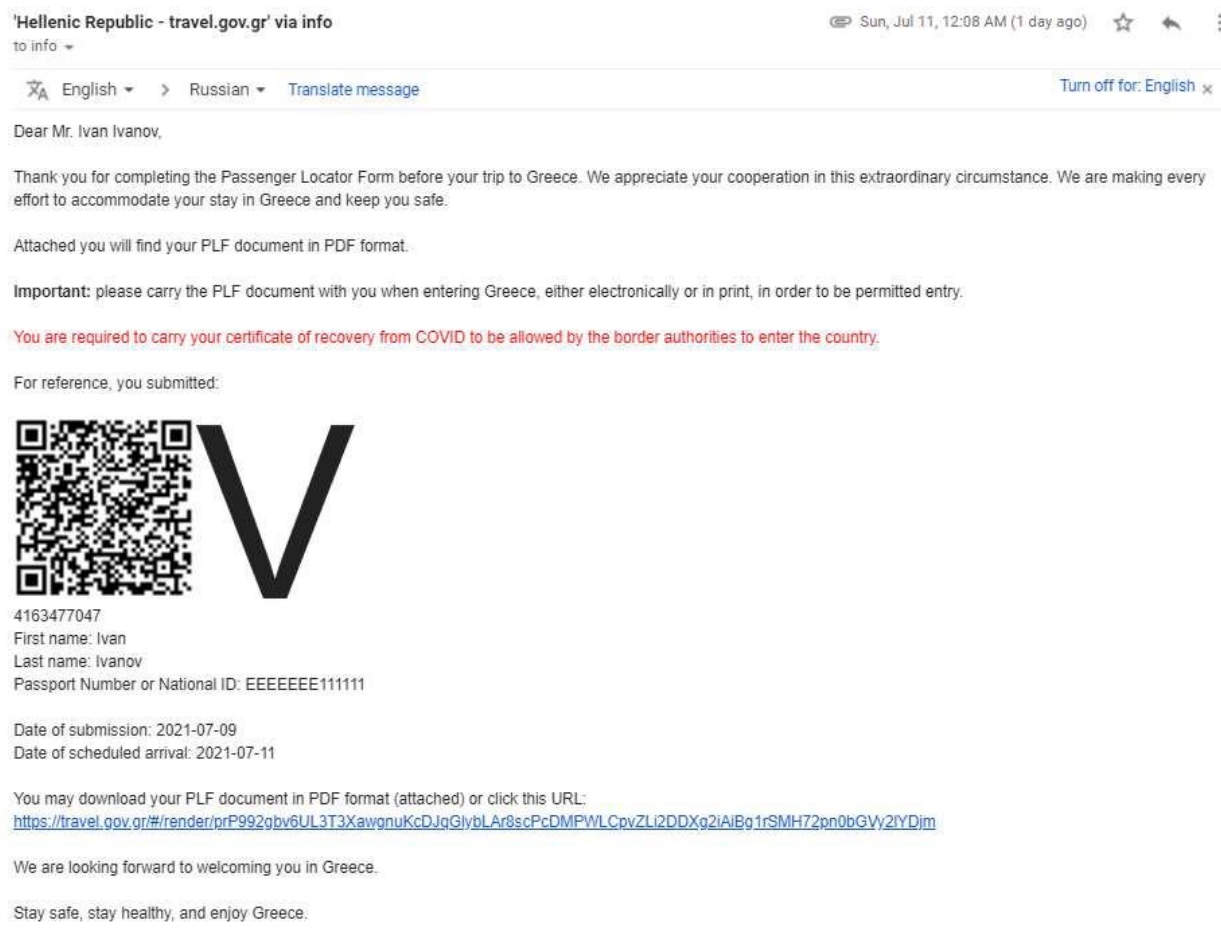 'Hellenic Republic - travel.gov.gr' via info
Sun, Jul 11, 12:08 AM (1 day ago)
to info
English > Russian Translate message
Turn off for: English x
Dear Mr. Ivan Ivanov,
Thank you for completing the Passenger Locator Form before your trip to Greece. We appreciate your cooperation in this extraordinary circumstance. We are making every
effort to accommodate your stay in Greece and keep you safe.
Attached you will find your PLF document in PDF format.
Important: please carry the PLF document with you when entering Greece, either electronically or in print, in order to be permitted entry.
You are required to carry your certificate of recovery from COVID to be allowed by the border authorities to enter the country.
For reference, you submitted:
V
4163477047
First name: Ivan
Last name: Ivanov
Passport Number or National ID: EEEEEEE111111
Date of submission: 2021-07-09
Date of scheduled arrival: 2021-07-11
You may download your PLF document in PDF format (attached) or click this URL:
https://travel.gov.gr/#/render/prP992gbv6UL3T3XawgnuKcDJqGlybLAr8scPcDMPWLCpvZLi2DDXg2iAiBg1rSMH72pn0bGVy2lYDjm
We are looking forward to welcoming you in Greece.
Stay safe, stay healthy, and enjoy Greece.